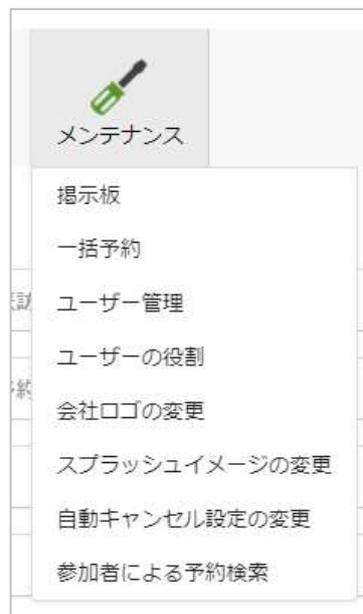 メンテナンス
掲示板
一括予約
ユーザー管理
ユーザーの役割
会社ロゴの変更
スプラッシュイメージの変更
自動キャンセル設定の変更
参加者による予約検索